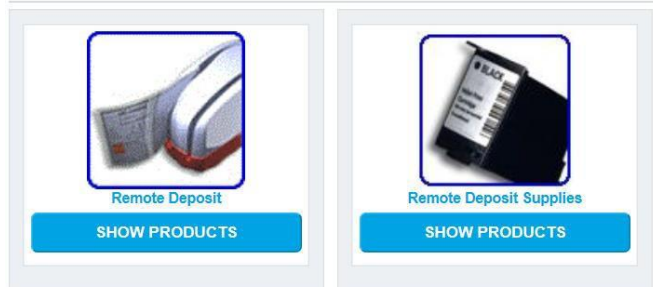 Remote Deposit
SHOW PRODUCTS
BLACK
Remote Deposit Supplies
SHOW PRODUCTS